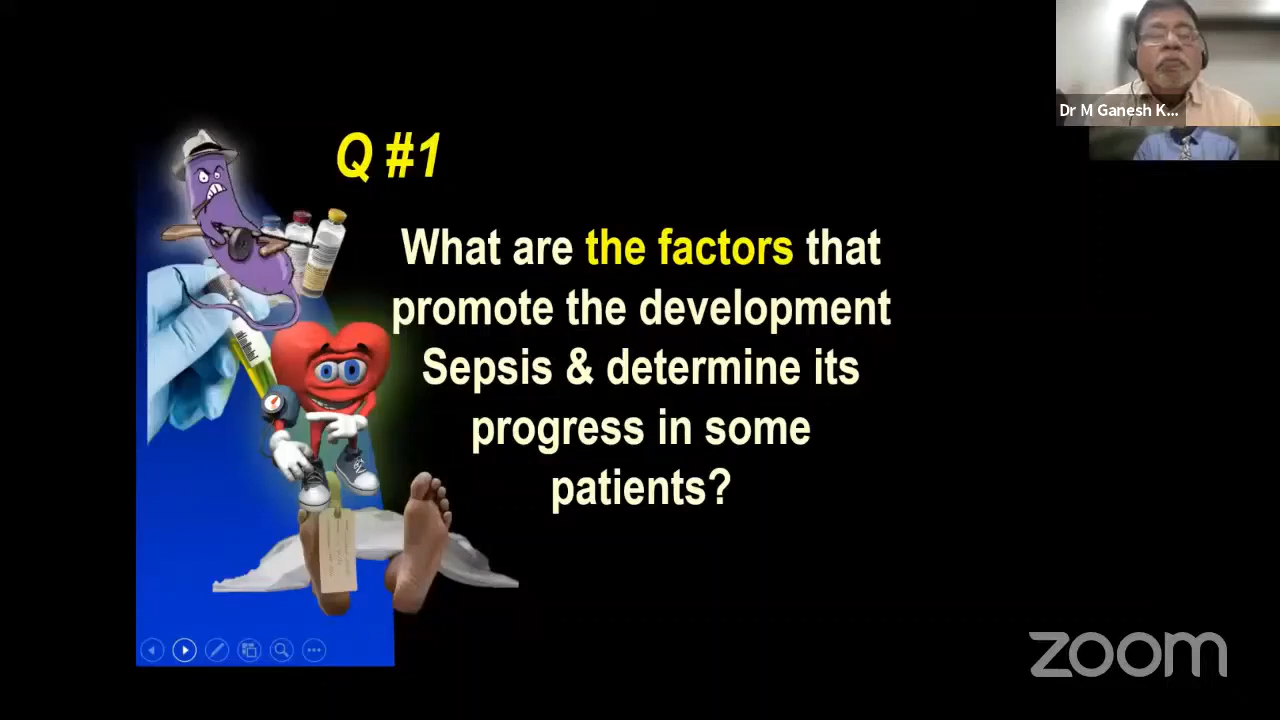 Dr M Ganesh K...
Q #1
What are the factors that
promote the development
Sepsis & determine its
progress in some
patients?
zoom